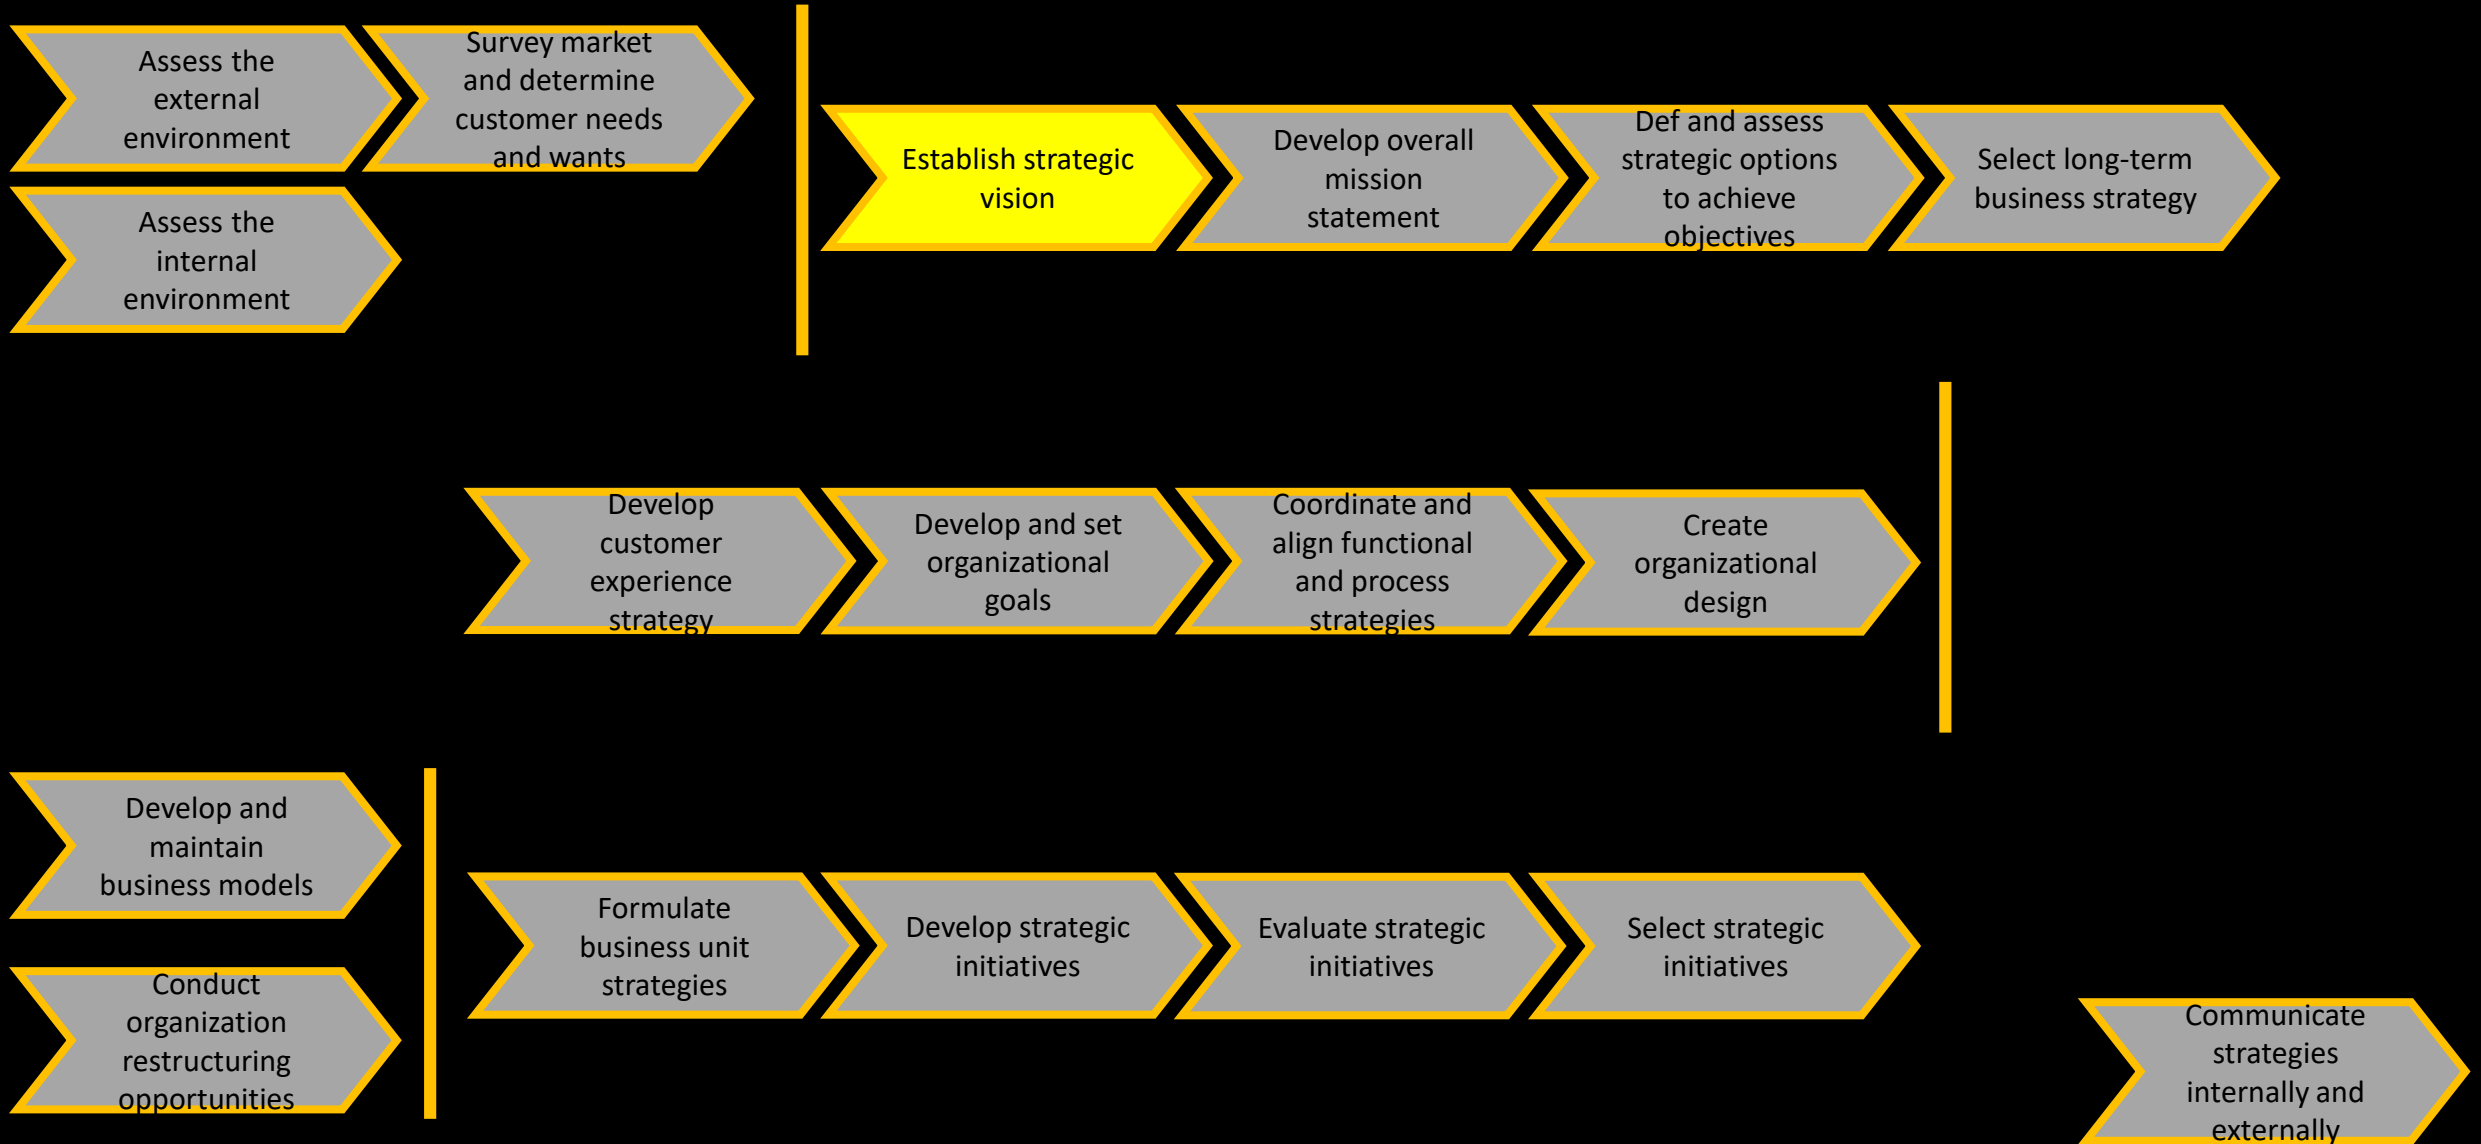 Assess the
external
environment
Survey market
and determine
customer needs
and wants
Assess the
internal
environment
Establish strategic
vision
Develop overall
mission
statement
Def and assess
strategic options
to achieve
objectives
Select long-term
business strategy
Develop
customer
experience
strategy
Develop and set
organizational
goals
Coordinate and
align functional
and process
strategies
Create
organizational
design
Develop and
maintain
business models
Conduct
organization
restructuring
opportunities
Formulate
business unit
strategies
Develop strategic
initiatives
Evaluate strategic
initiatives
Select strategic
initiatives
Communicate
strategies
internally and
externally